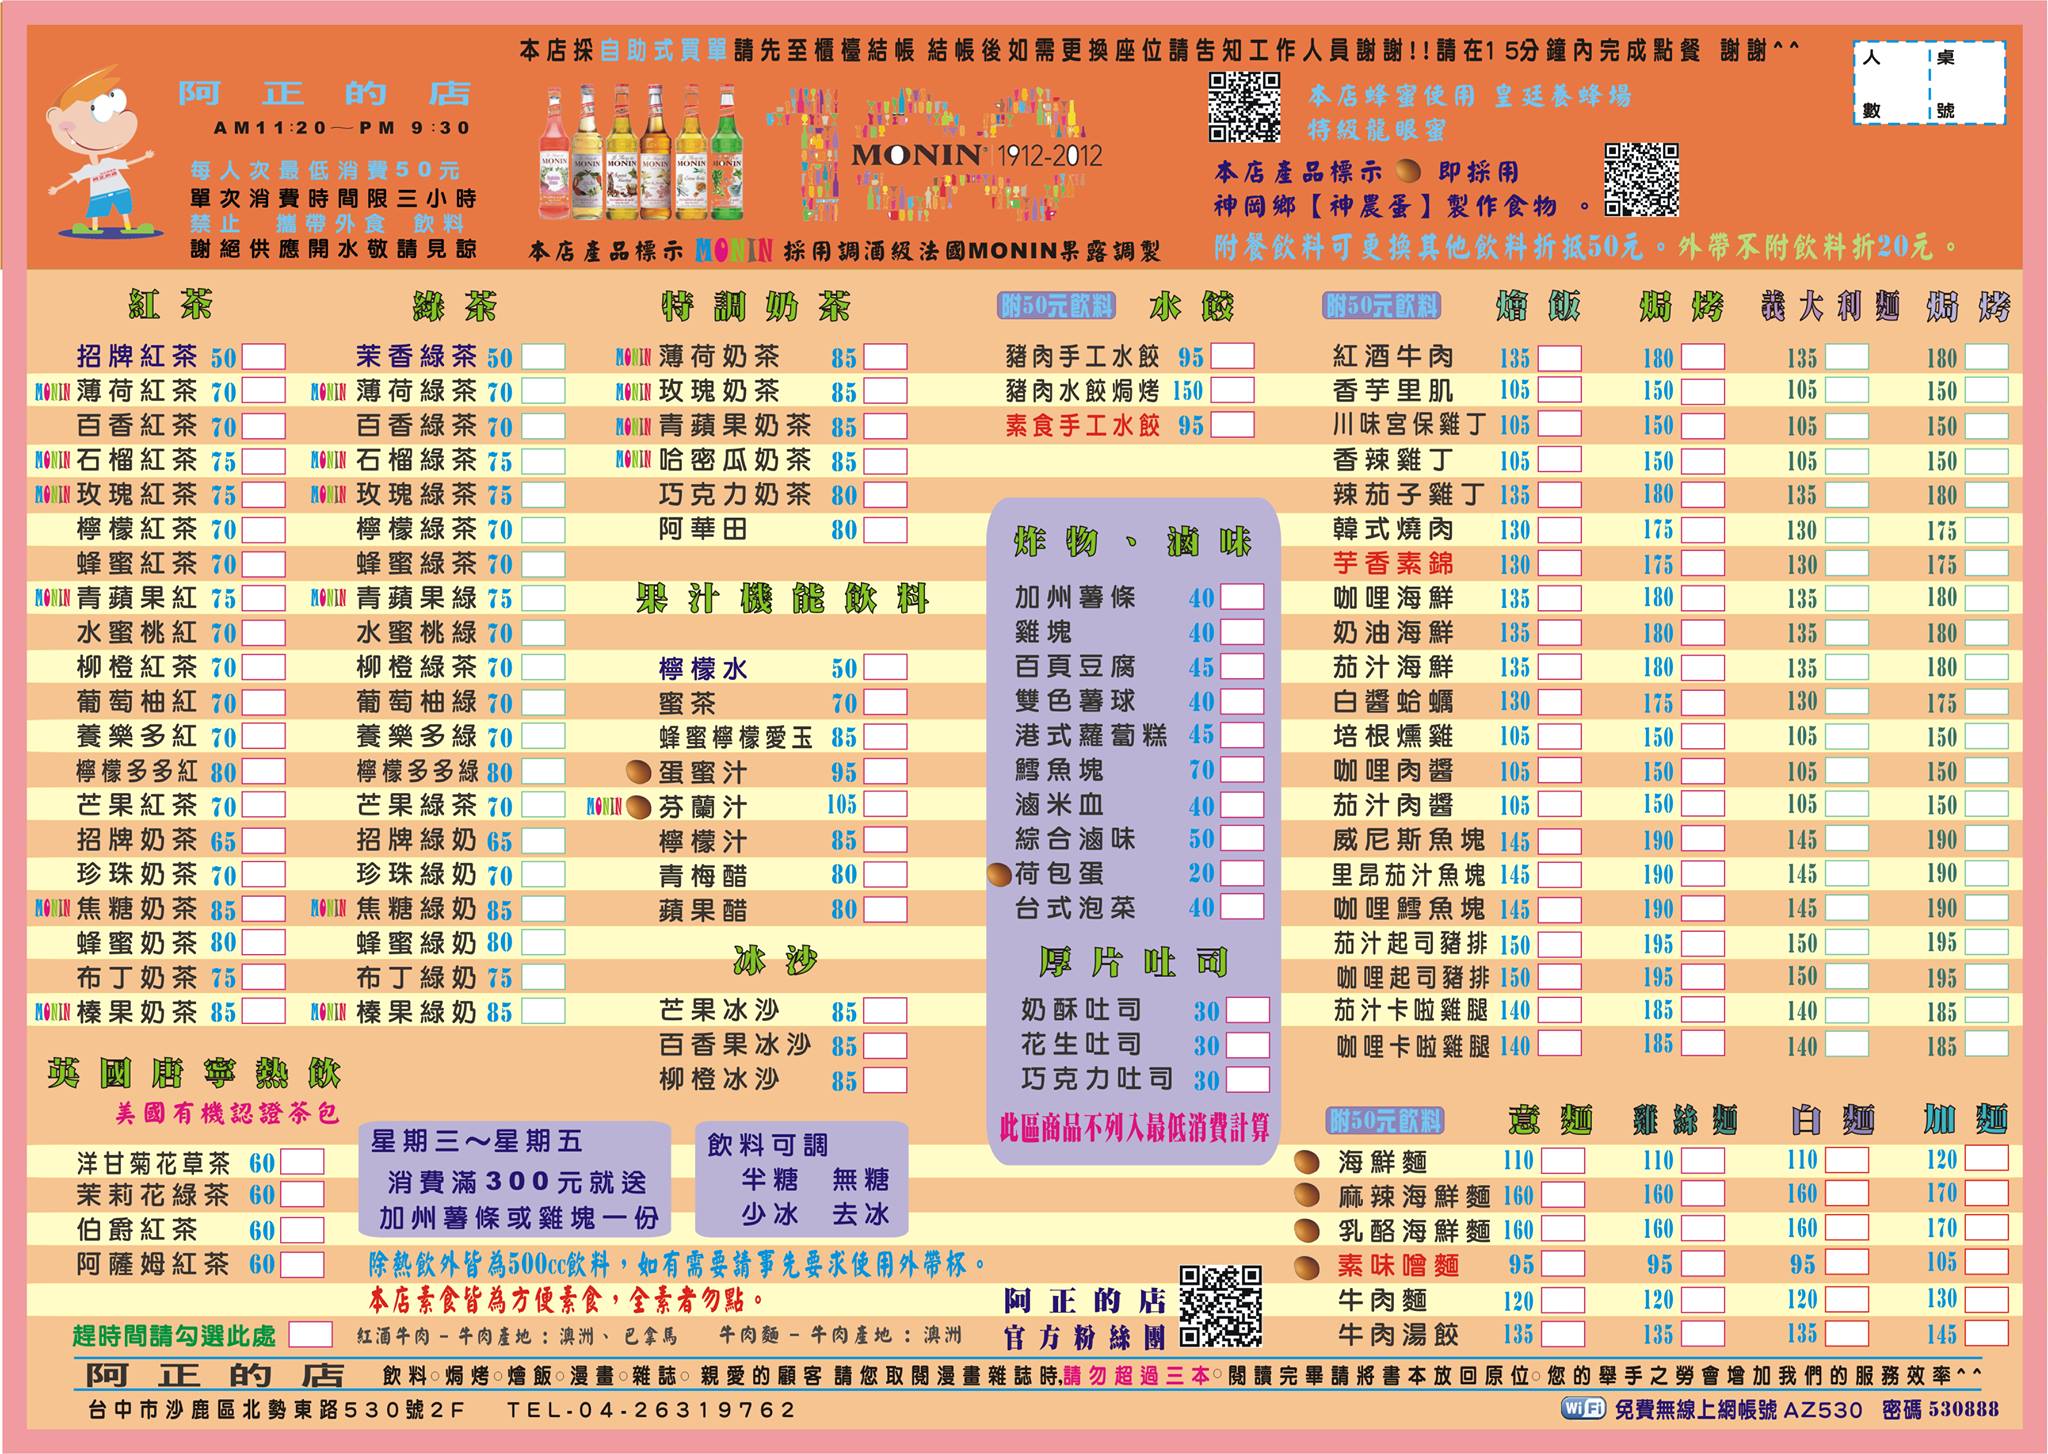 本店採自助式買單請先至櫃檯結帳 結帳後如需更換座位請告知工作人員謝謝!!請在15分鐘內完成點餐 謝謝^^
人數 桌號
阿正的店
AM11:20～PM 9:30
每人次最低消費50元
單次消費時間限三小時
禁止 攜帶外食 飲料
謝絕供應開水敬請見諒
MONIN 1912-2012
本店產品標示 MONIN 採用調酒級法國MONIN果露調製
本店蜂蜜使用 皇廷養蜂場
特級龍眼蜜
本店產品標示 即採用
神岡鄉【神農蛋】製作食物 。
附餐飲料可更換其他飲料折抵50元。外帶不附飲料折20元。
紅茶
招牌紅茶 50
MONIN 薄荷紅茶 70
百香紅茶 70
MONIN 石榴紅茶 75
MONIN 玫瑰紅茶 75
檸檬紅茶 70
蜂蜜紅茶 70
MONIN 青蘋果紅 75
水蜜桃紅 70
柳橙紅茶 70
葡萄柚紅 70
養樂多紅 70
檸檬多多紅 80
芒果紅茶 70
招牌奶茶 65
珍珠奶茶 70
MONIN 焦糖奶茶 85
蜂蜜奶茶 80
布丁奶茶 75
MONIN 榛果奶茶 85
綠茶
茉香綠茶 50
MONIN 薄荷綠茶 70
百香綠茶 70
MONIN 石榴綠茶 75
MONIN 玫瑰綠茶 75
檸檬綠茶 70
蜂蜜綠茶 70
MONIN 青蘋果綠 75
水蜜桃綠 70
柳橙綠茶 70
葡萄柚綠 70
養樂多綠 70
檸檬多多綠 80
芒果綠茶 70
招牌綠奶 65
珍珠綠奶 70
MONIN 焦糖綠奶 85
蜂蜜綠奶 80
布丁綠奶 75
MONIN 榛果綠奶 85
特調奶茶
MONIN 薄荷奶茶 85
MONIN 玫瑰奶茶 85
MONIN 青蘋果奶茶 85
MONIN 哈密瓜奶茶 85
巧克力奶茶 80
阿華田 80
果汁機能飲料
檸檬水 50
蜜茶 70
蜂蜜檸檬愛玉 85
蛋蜜汁 95
MONIN 芬蘭汁 105
檸檬汁 85
青梅醋 80
蘋果醋 80
冰沙
芒果冰沙 85
百香果冰沙 85
柳橙冰沙 85
附50元飲料 水餃
豬肉手工水餃 95
豬肉水餃焗烤 150
素食手工水餃 95
炸物、滷味
加州薯條 40
雞塊 40
百頁豆腐 45
雙色薯球 40
港式蘿蔔糕 45
鱈魚塊 70
滷米血 40
綜合滷味 50
荷包蛋 20
台式泡菜 40
厚片吐司
奶酥吐司 30
花生吐司 30
巧克力吐司 30
此區商品不列入最低消費計算
附50元飲料 燴飯 焗烤 義大利麵 焗烤
紅酒牛肉 135 180 135 180
香芋里肌 105 150 105 150
川味宮保雞丁 105 150 105 150
香辣雞丁 105 150 105 150
辣茄子雞丁 135 180 135 180
韓式燒肉 130 175 130 175
芋香素錦 130 175 130 175
咖哩海鮮 135 180 135 180
奶油海鮮 135 180 135 180
茄汁海鮮 135 180 135 180
白醬蛤蠣 130 175 130 175
培根燻雞 105 150 105 150
咖哩肉醬 105 150 105 150
茄汁肉醬 105 150 105 150
威尼斯魚塊 145 190 145 190
里昂茄汁魚塊 145 190 145 190
咖哩鱈魚塊 145 190 145 190
茄汁起司豬排 150 195 150 195
咖哩起司豬排 150 195 150 195
茄汁卡啦雞腿 140 185 140 185
咖哩卡啦雞腿 140 185 140 185
附50元飲料 意麵 雞絲麵 白麵 加麵
海鮮麵 110 110 110 120
麻辣海鮮麵 160 160 160 170
乳酪海鮮麵 160 160 160 170
素味噌麵 95 95 95 105
牛肉麵 120 120 120 130
牛肉湯餃 135 135 135 145
英國唐寧熱飲
美國有機認證茶包
洋甘菊花草茶 60
茉莉花綠茶 60
伯爵紅茶 60
阿薩姆紅茶 60
星期三～星期五
消費滿300元就送
加州薯條或雞塊一份
飲料可調
半糖 無糖
少冰 去冰
除熱飲外皆為500cc飲料，如有需要請事先要求使用外帶杯。
本店素食皆為方便素食，全素者勿點。
趕時間請勾選此處
紅酒牛肉－牛肉產地：澳洲、巴拿馬 牛肉麵－牛肉產地：澳洲
阿正的店
官方粉絲團
阿正的店 飲料○焗烤○燴飯○漫畫○雜誌○ 親愛的顧客 請您取閱漫畫雜誌時,請勿超過三本○閱讀完畢請將書本放回原位○您的舉手之勞會增加我們的服務效率^^
台中市沙鹿區北勢東路530號2F TEL-04-26319762
WiFi 免費無線上網帳號AZ530 密碼530888